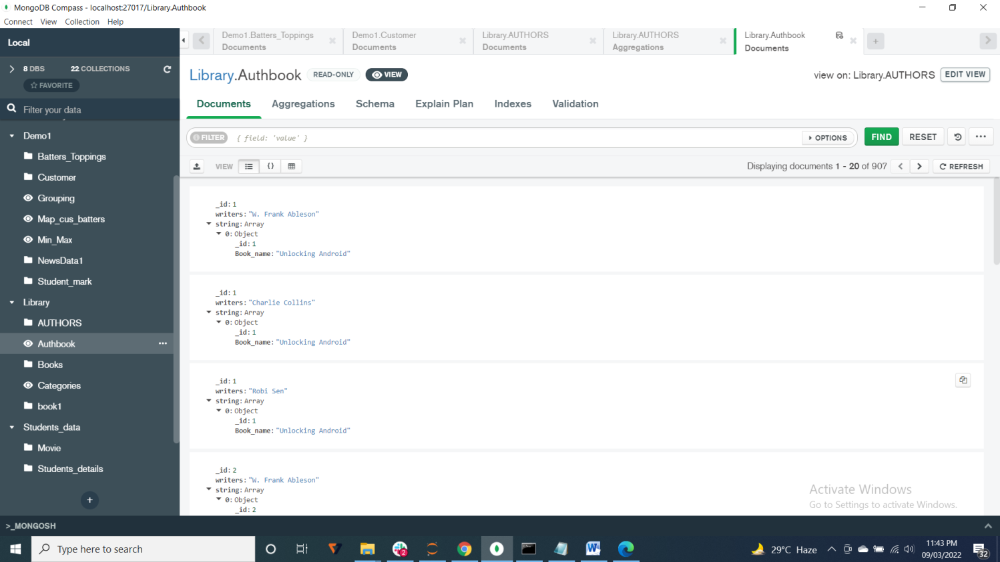 MongoDB Compass - localhost:27017/Library.Authbook
Connect View Collection Help
Local
8 DBS 22 COLLECTIONS
FAVORITE
Filter your data
Demo1
Batters_Toppings
Customer
Grouping
Map_cus_batters
Min_Max
NewsData1
Student_mark
Library
AUTHORS
Authbook
Books
Categories
book1
Students_data
Movie
Students_details
+
Demo1.Batters_Toppings
Documents
Demo1.Customer
Documents
Library.AUTHORS
Documents
Library.AUTHORS
Aggregations
Library.Authbook
Documents
+
Library.Authbook READ-ONLY VIEW
view on: Library.AUTHORS EDIT VIEW
Documents Aggregations Schema Explain Plan Indexes Validation
FILTER { field: 'value' } OPTIONS FIND RESET ...
VIEW {} Displaying documents 1 - 20 of 907 < > REFRESH
_id: 1
writers: "W. Frank Ableson"
string: Array
0: Object
_id: 1
Book_name: "Unlocking Android"
_id: 1
writers: "Charlie Collins"
string: Array
0: Object
_id: 1
Book_name: "Unlocking Android"
_id: 1
writers: "Robi Sen"
string: Array
0: Object
_id: 1
Book_name: "Unlocking Android"
_id: 2
writers: "W. Frank Ableson"
string: Array
0: Object
_id: 2
Activate Windows
Go to Settings to activate Windows.
>_MONGOSH
Type here to search
2
29°C Haze
11:43 PM
09/03/2022
32